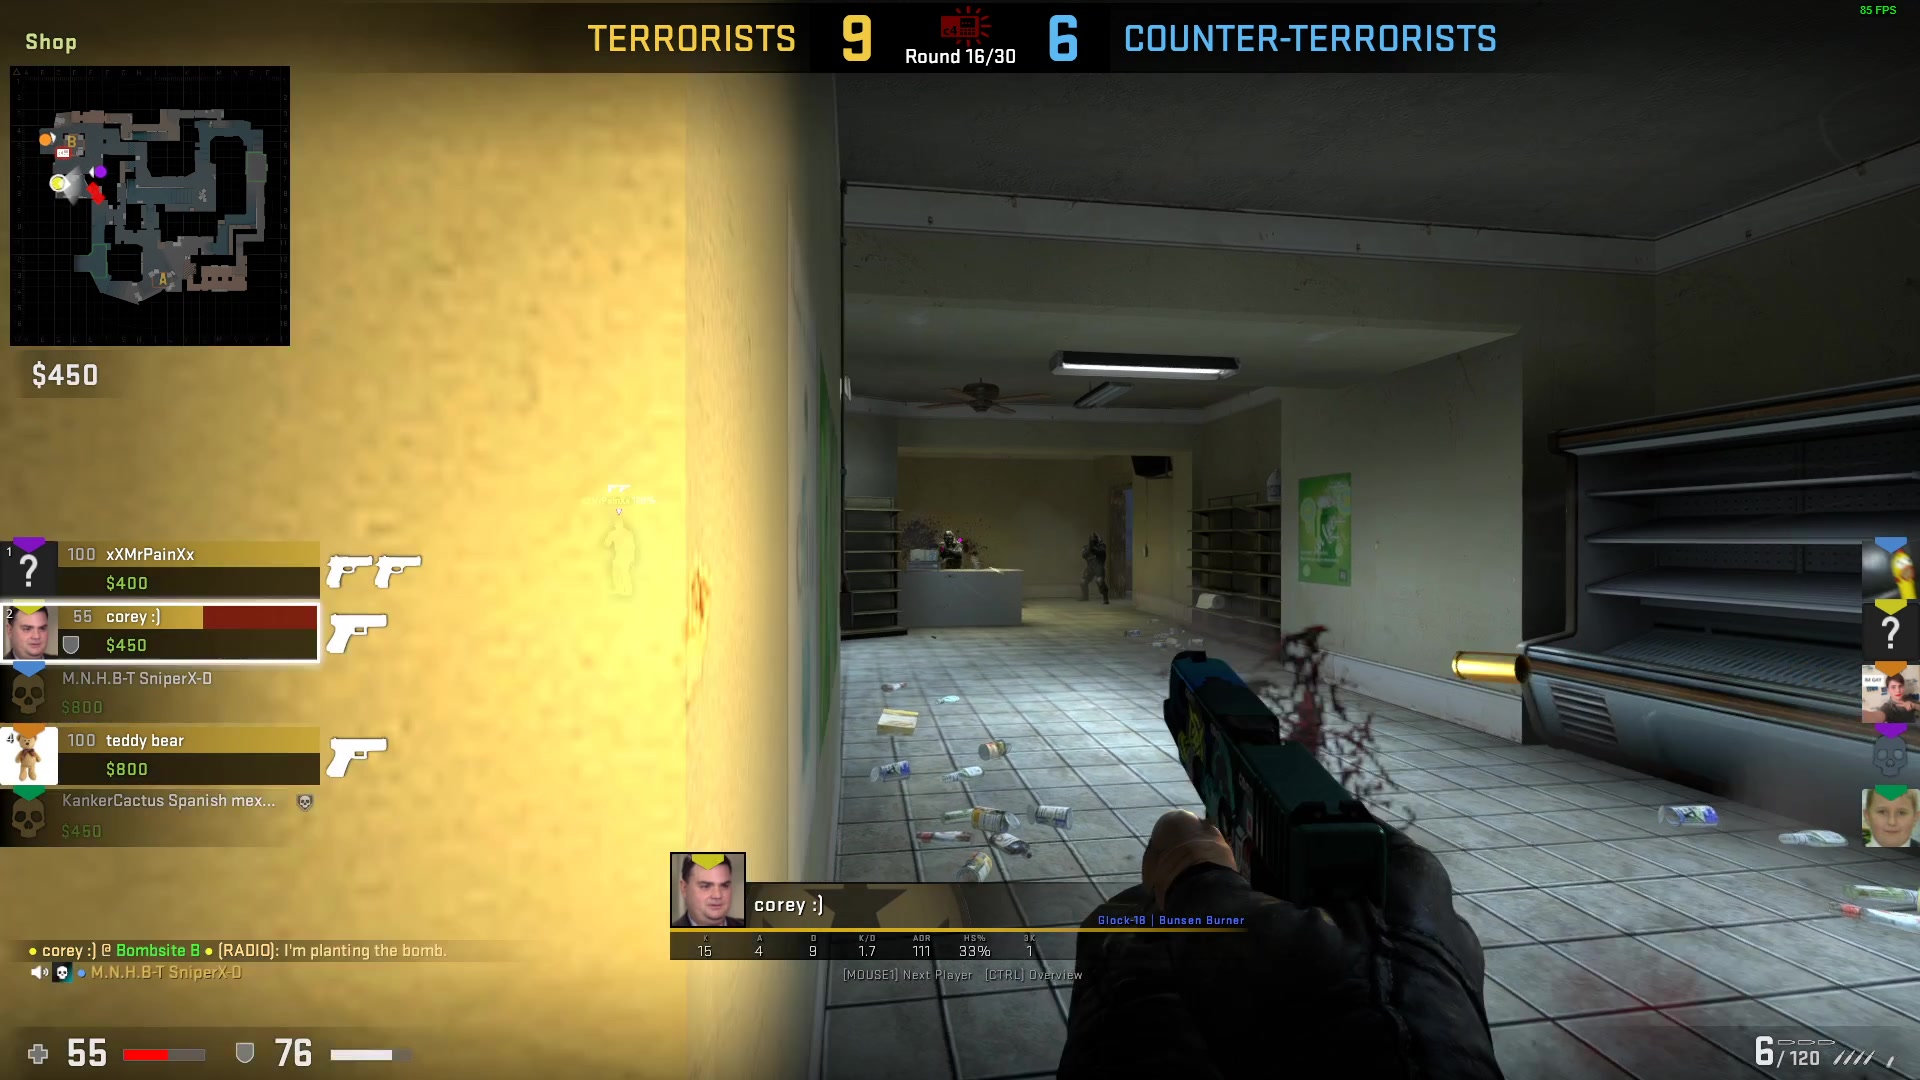 85 FPS
TERRORISTS 9 6 COUNTER-TERRORISTS
Round 16/30
Shop
B
A
$450
1 ? 100 xXMrPainXx
$400
2 55 corey :)
$450
M.N.H.B-T SniperX-D
$800
4 100 teddy bear
$800
KankerCactus Spanish mex...
$450
?
corey :)
Glock-18 | Bunsen Burner
K A D K/D ADR HS% 3K
15 4 9 1.7 111 33% 1
[MOUSE1] Next Player [CTRL] Overview
● corey :) @ Bombsite B ● (RADIO): I'm planting the bomb.
● M.N.H.B-T SniperX-D
55 76
6 / 120